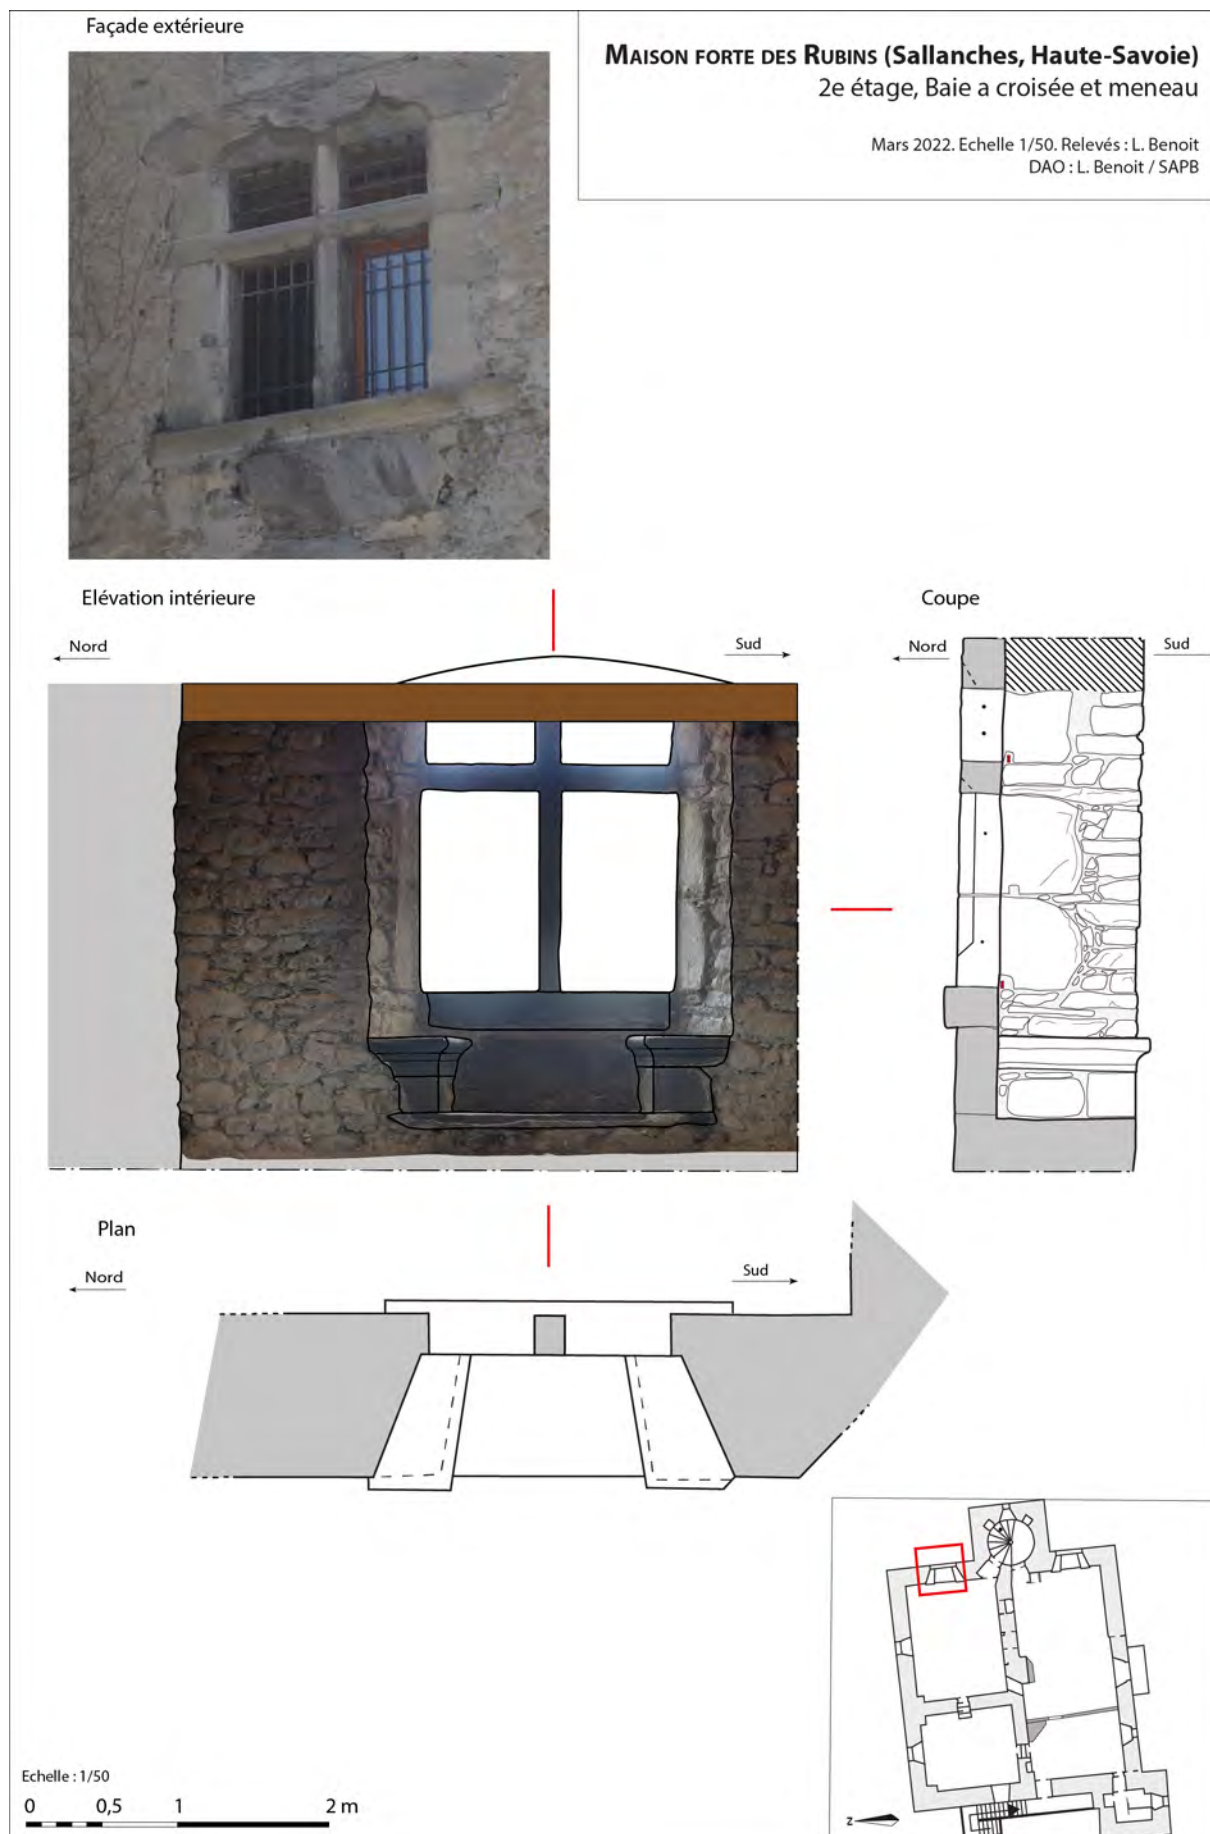 Façade extérieure
MAISON FORTE DES RUBINS (Sallanches, Haute-Savoie)
2e étage, Baie a croisée et meneau
Mars 2022. Echelle 1/50. Relevés : L. Benoit
DAO : L. Benoit / SAPB
Elévation intérieure
Coupe
Nord
Sud
Nord
Sud
Plan
Nord
Sud
Echelle : 1/50
0 0,5 1 2 m
Z